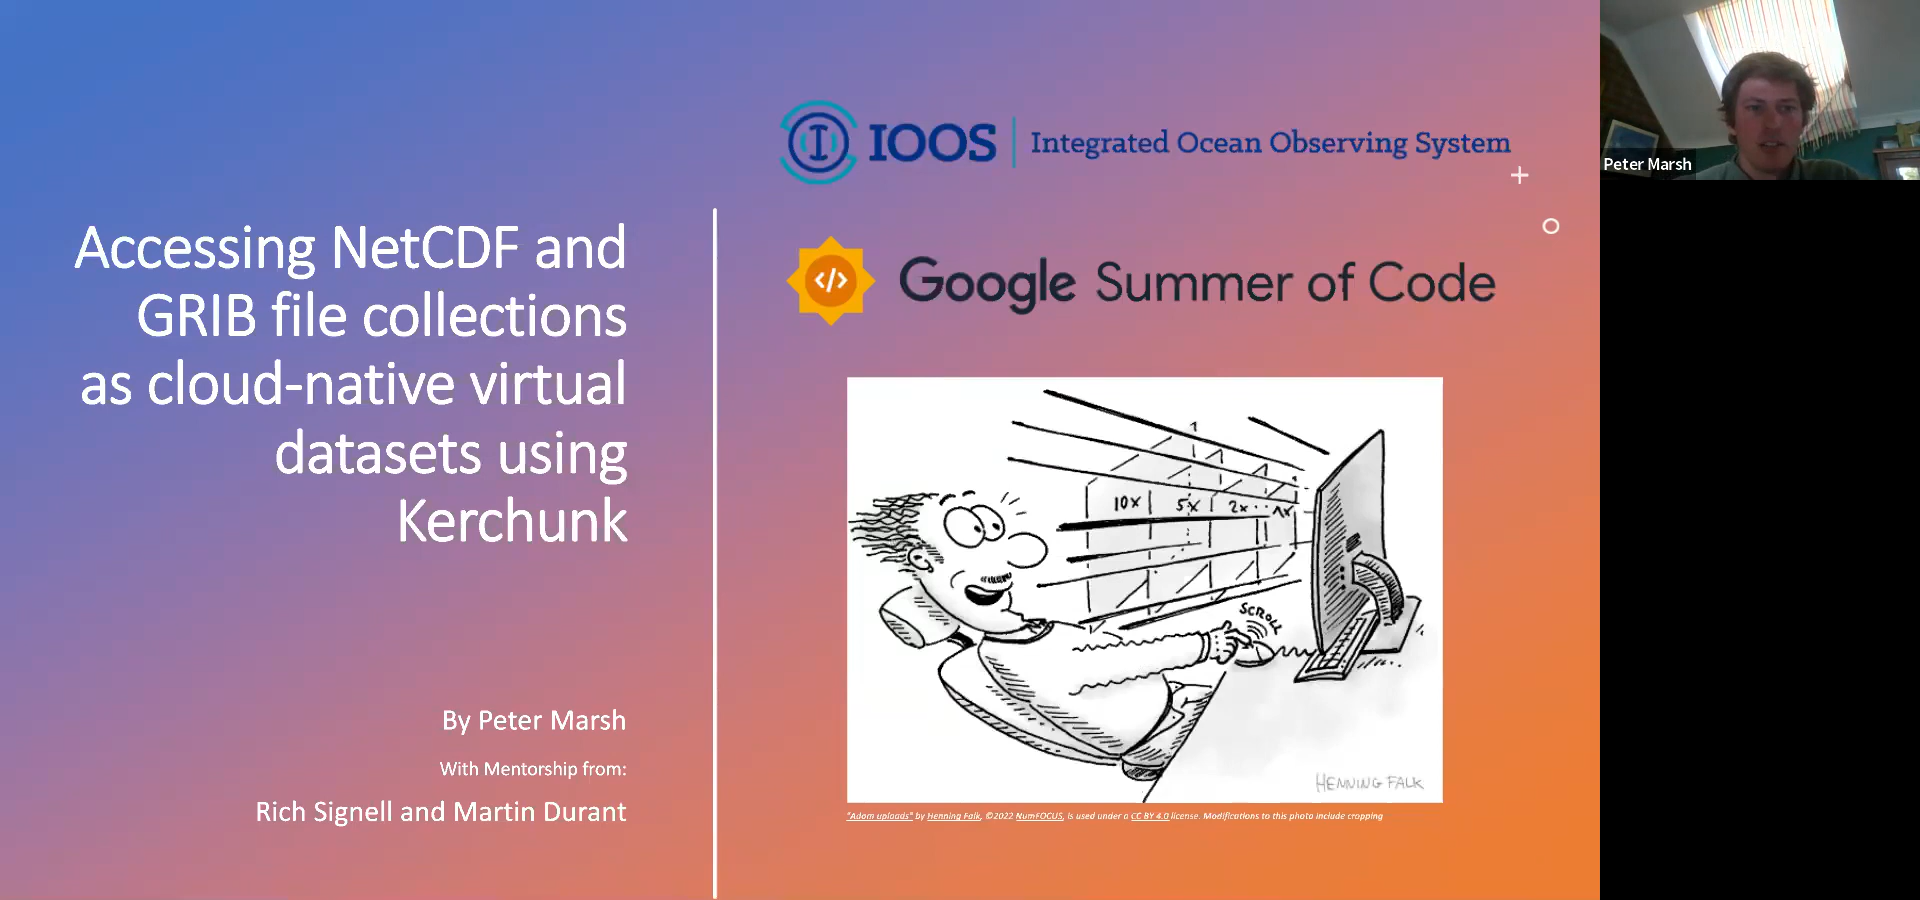 IOOS | Integrated Ocean Observing System
Accessing NetCDF and
GRIB file collections
as cloud-native virtual
datasets using
Kerchunk
By Peter Marsh
With Mentorship from:
Rich Signell and Martin Durant
</> Google Summer of Code
10x 5x 2x 1x
SCROLL
HENNING FALK
"Adam uploads" by Henning Falk, ©2022 NumFOCUS, is used under a CC BY 4.0 license. Modifications to this photo include cropping
Peter Marsh